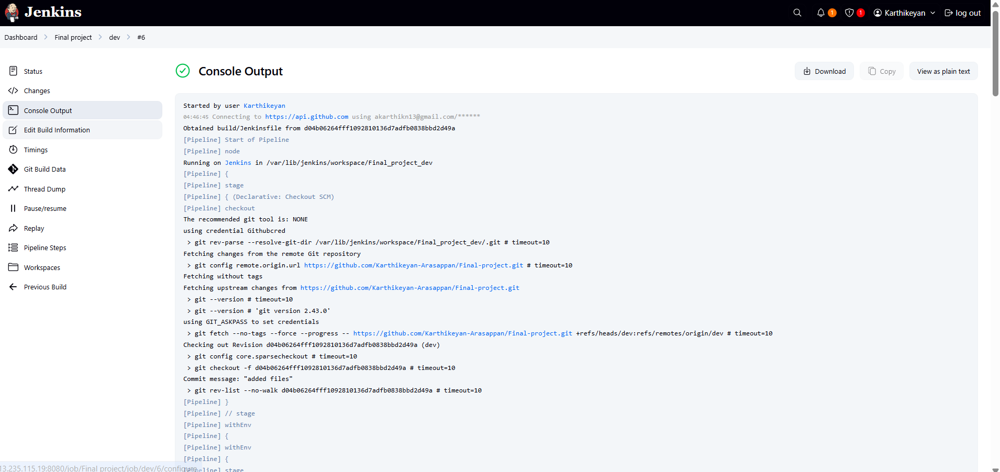 Jenkins
1
1
Karthikeyan
log out
Dashboard
Final project
dev
#6
Status
Changes
Console Output
Edit Build Information
Timings
Git Build Data
Thread Dump
Pause/resume
Replay
Pipeline Steps
Workspaces
Previous Build
Console Output
Download
Copy
View as plain text
Started by user Karthikeyan
04:46:45 Connecting to https://api.github.com using akarthikn13@gmail.com/******
Obtained build/Jenkinsfile from d04b06264fff1092810136d7adfb0838bbd2d49a
[Pipeline] Start of Pipeline
[Pipeline] node
Running on Jenkins in /var/lib/jenkins/workspace/Final_project_dev
[Pipeline] {
[Pipeline] stage
[Pipeline] { (Declarative: Checkout SCM)
[Pipeline] checkout
The recommended git tool is: NONE
using credential Githubcred
> git rev-parse --resolve-git-dir /var/lib/jenkins/workspace/Final_project_dev/.git # timeout=10
Fetching changes from the remote Git repository
> git config remote.origin.url https://github.com/Karthikeyan-Arasappan/Final-project.git # timeout=10
Fetching without tags
Fetching upstream changes from https://github.com/Karthikeyan-Arasappan/Final-project.git
> git --version # timeout=10
> git --version # 'git version 2.43.0'
using GIT_ASKPASS to set credentials
> git fetch --no-tags --force --progress -- https://github.com/Karthikeyan-Arasappan/Final-project.git +refs/heads/dev:refs/remotes/origin/dev # timeout=10
Checking out Revision d04b06264fff1092810136d7adfb0838bbd2d49a (dev)
> git config core.sparsecheckout # timeout=10
> git checkout -f d04b06264fff1092810136d7adfb0838bbd2d49a # timeout=10
Commit message: "added files"
> git rev-list --no-walk d04b06264fff1092810136d7adfb0838bbd2d49a # timeout=10
[Pipeline] }
[Pipeline] // stage
[Pipeline] withEnv
[Pipeline] {
[Pipeline] withEnv
[Pipeline] {
[Pipeline] stage
13.235.115.19:8080/job/Final project/job/dev/6/configure